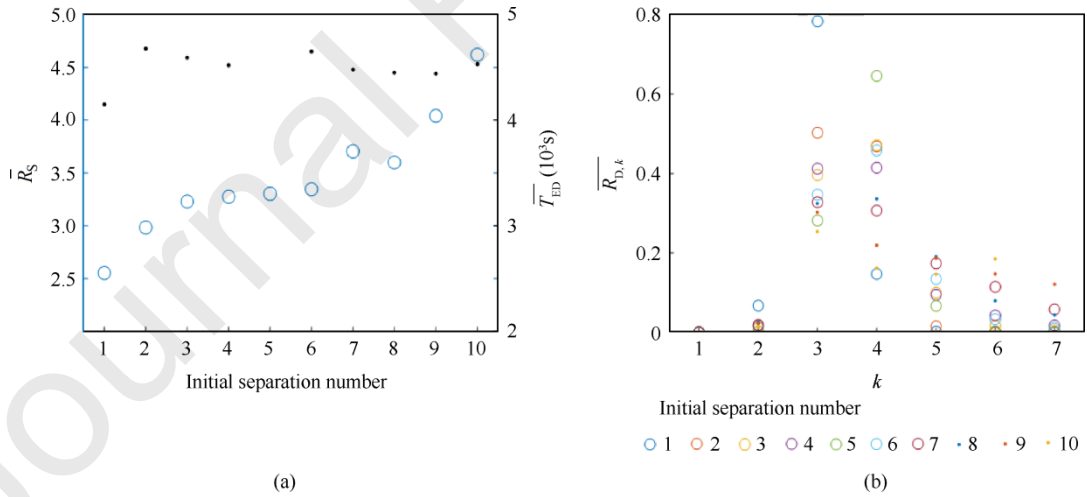 5.0
4.5
4.0
3.5
3.0
2.5
R̅S
1 2 3 4 5 6 7 8 9 10
Initial separation number
5
4
3
2
T̅ED (10³s)
(a)
0.8
0.6
0.4
0.2
0
R̅D, k
1 2 3 4 5 6 7
k
Initial separation number
1 2 3 4 5 6 7 8 9 10
(b)